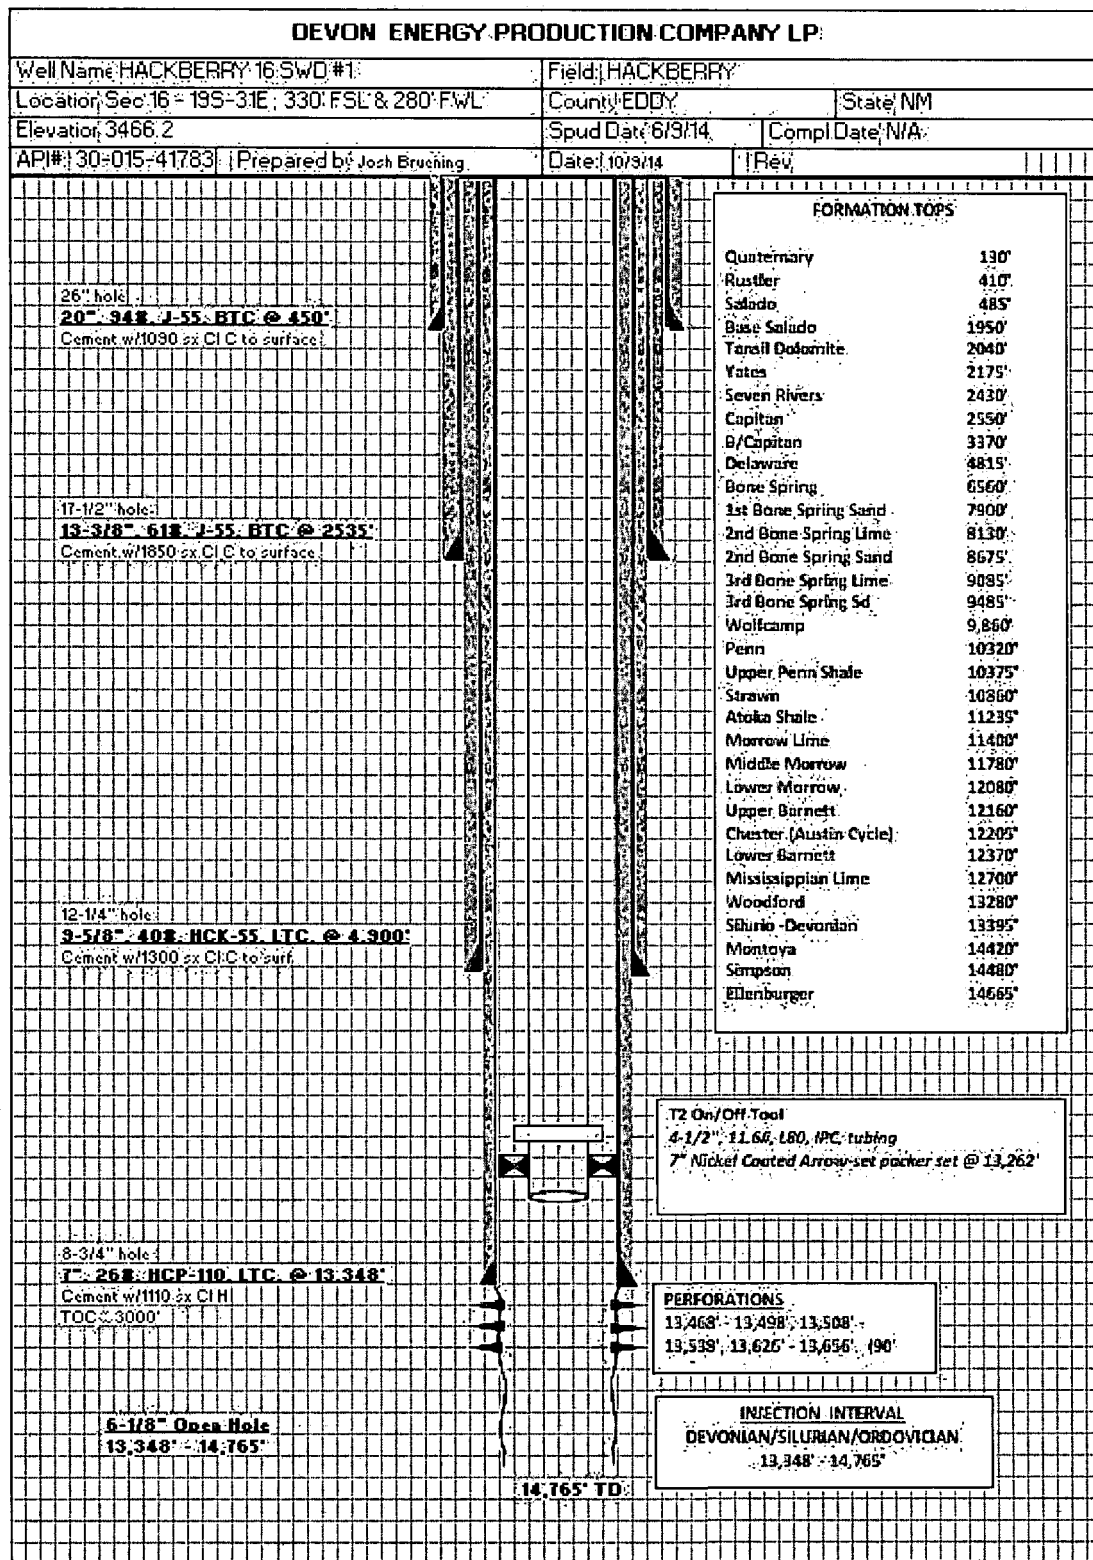 DEVON ENERGY PRODUCTION COMPANY LP
Well Name HACKBERRY 16 SWD #1 Field: HACKBERRY
Location Sec 16 - 19S-31E ; 330' FSL & 280' FWL County EDDY State NM
Elevation 3466.2 Spud Date 6/9/14 Compl Date N/A
API#: 30-015-41783 Prepared by Josh Bruening Date: 10/9/14 Rev
FORMATION TOPS
Quaternary 190'
Rustler 410'
Salado 485'
Base Salado 1950'
Tansil Dolomite 2040'
Yates 2175'
Seven Rivers 2430'
Capitan 2550'
B/Capitan 3370'
Delaware 4815'
Bone Spring 6560'
1st Bone Spring Sand 7900'
2nd Bone Spring Lime 8130'
2nd Bone Spring Sand 8675'
3rd Bone Spring Lime 9085'
3rd Bone Spring Sd 9485'
Wolfcamp 9,860'
Penn 10320'
Upper Penn Shale 10375'
Strawn 10860'
Atoka Shale 11235'
Morrow Lime 11400'
Middle Morrow 11780'
Lower Morrow 12080'
Upper Barnett 12160'
Chester (Austin Cycle) 12205'
Lower Barnett 12370'
Mississippian Lime 12700'
Woodford 13280'
Silurio -Devonian 13395'
Montoya 14420'
Simpson 14480'
Ellenburger 14665'
26" hole
20", 94#, J-55, BTC @ 450'
Cement w/1090 sx Cl C to surface
17-1/2" hole
13-3/8", 61#, J-55, BTC @ 2535'
Cement w/1850 sx Cl C to surface
12-1/4" hole
9-5/8", 40#, HCK-55, LTC, @ 4,900'
Cement w/1300 sx Cl C to surf.
T2 On/Off Tool
4-1/2", 11.6#, L80, IPC, tubing
7" Nickel Coated Arrow-set packer set @ 13,262'
8-3/4" hole
7", 26#, HCP-110, LTC, @ 13,348'
Cement w/1110 sx Cl H
TOC 3000'
PERFORATIONS
13,468' - 13,498', 13,508' -
13,539', 13,626' - 13,656', (90'
6-1/8" Open Hole
13,348' - 14,765'
INJECTION INTERVAL
DEVONIAN/SILURIAN/ORDOVICIAN
13,348' - 14,765'
14,765' TD